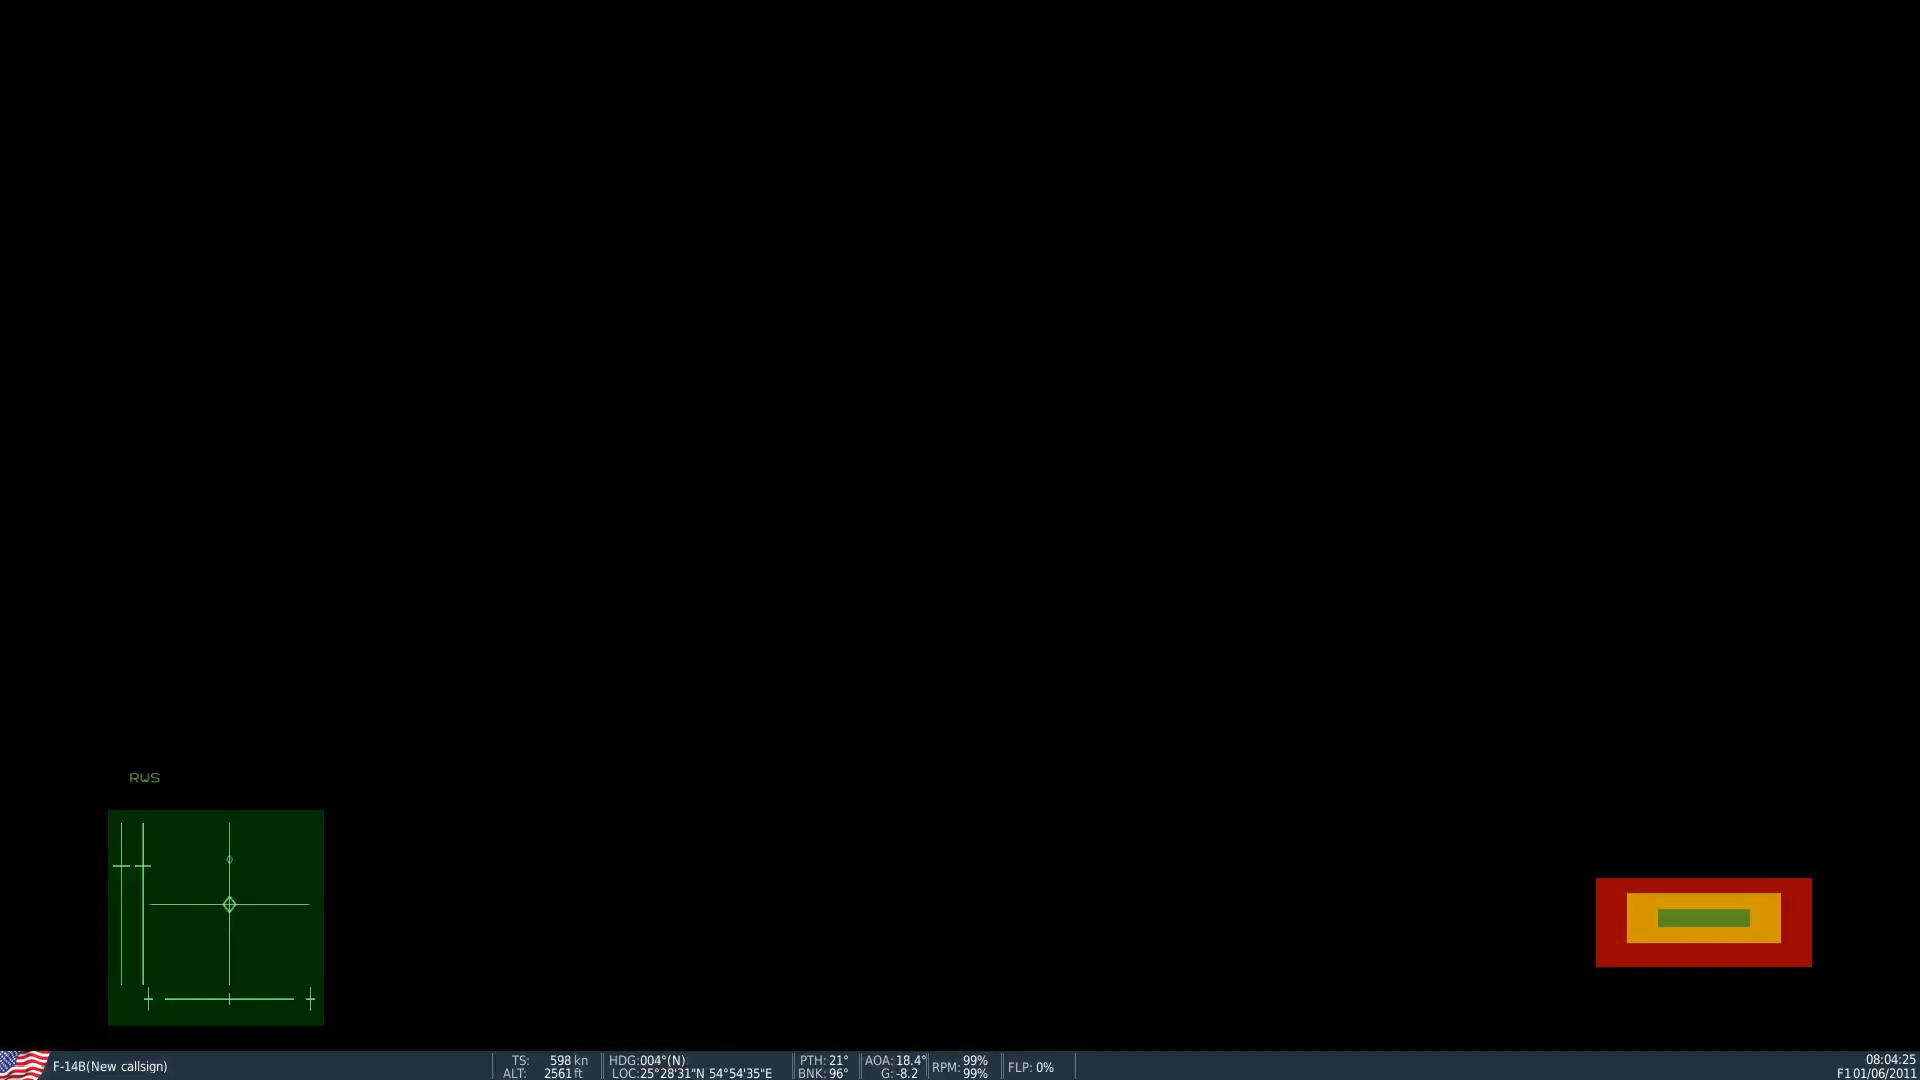 RWS
F-14B(New callsign)
TS: 598 kn
ALT: 2561 ft
HDG:004°(N)
LOC:25°28'31"N 54°54'35"E
PTH: 21°
BNK: 96°
AOA: 18.4°
G: -8.2
RPM: 99%
99%
FLP: 0%
08:04:25
F1 01/06/2011